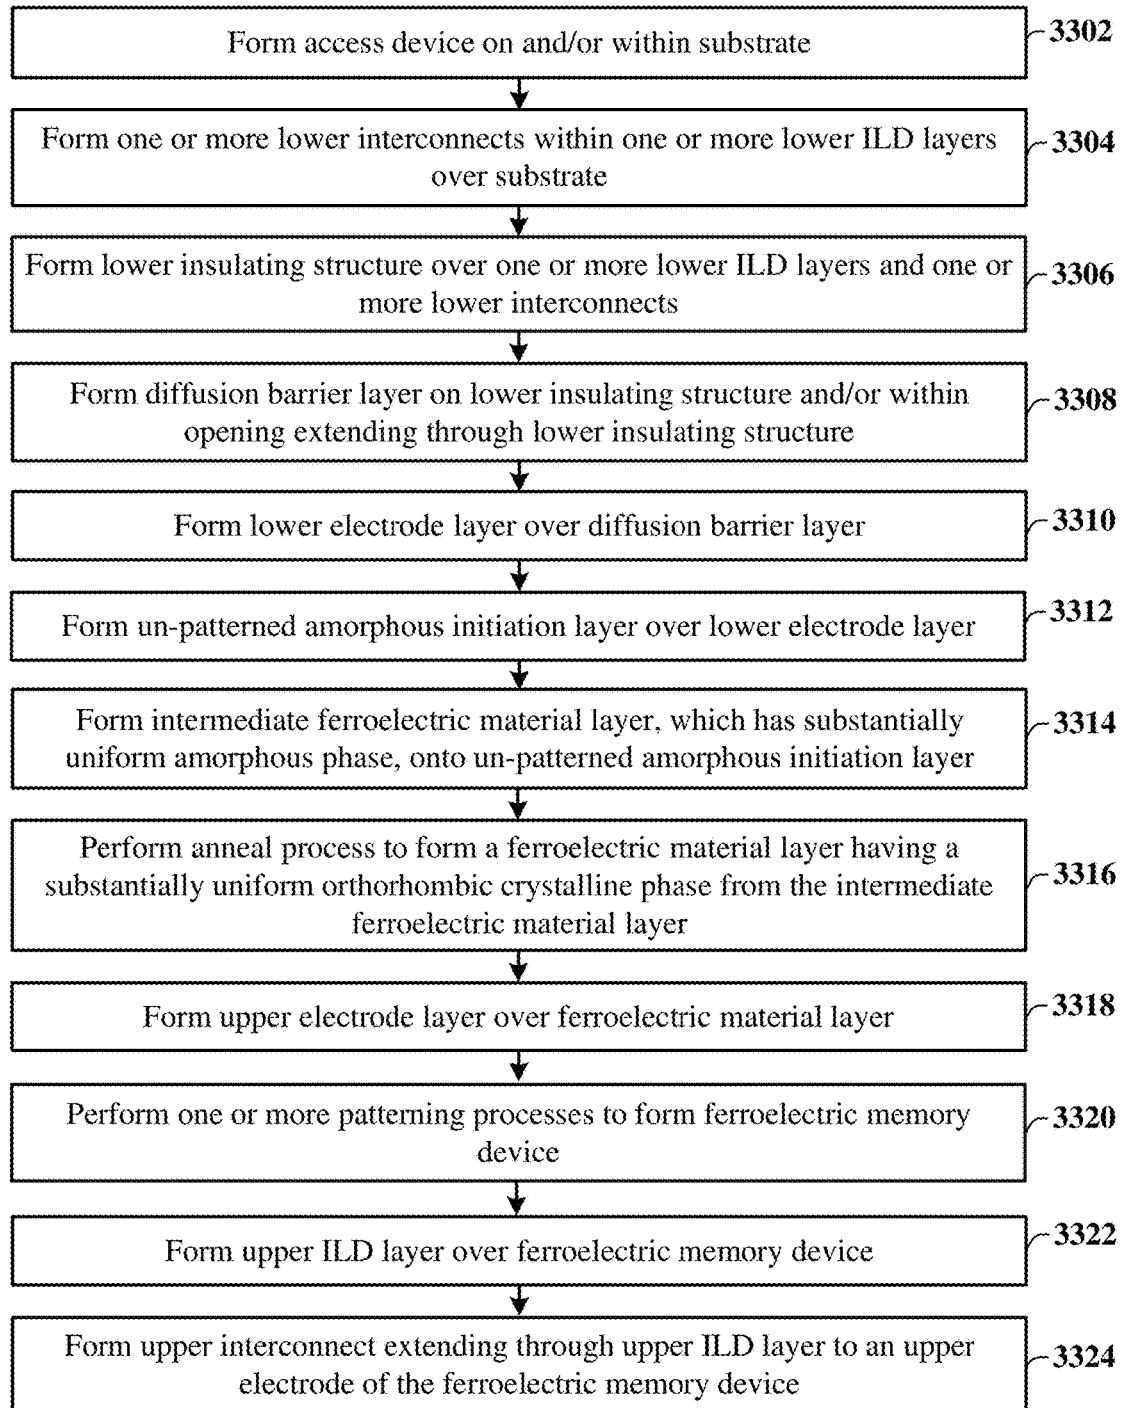 Form access device on and/or within substrate
3302
Form one or more lower interconnects within one or more lower ILD layers
over substrate
3304
Form lower insulating structure over one or more lower ILD layers and one or
more lower interconnects
3306
Form diffusion barrier layer on lower insulating structure and/or within
opening extending through lower insulating structure
3308
Form lower electrode layer over diffusion barrier layer
3310
Form un-patterned amorphous initiation layer over lower electrode layer
3312
Form intermediate ferroelectric material layer, which has substantially
uniform amorphous phase, onto un-patterned amorphous initiation layer
3314
Perform anneal process to form a ferroelectric material layer having a
substantially uniform orthorhombic crystalline phase from the intermediate
ferroelectric material layer
3316
Form upper electrode layer over ferroelectric material layer
3318
Perform one or more patterning processes to form ferroelectric memory
device
3320
Form upper ILD layer over ferroelectric memory device
3322
Form upper interconnect extending through upper ILD layer to an upper
electrode of the ferroelectric memory device
3324